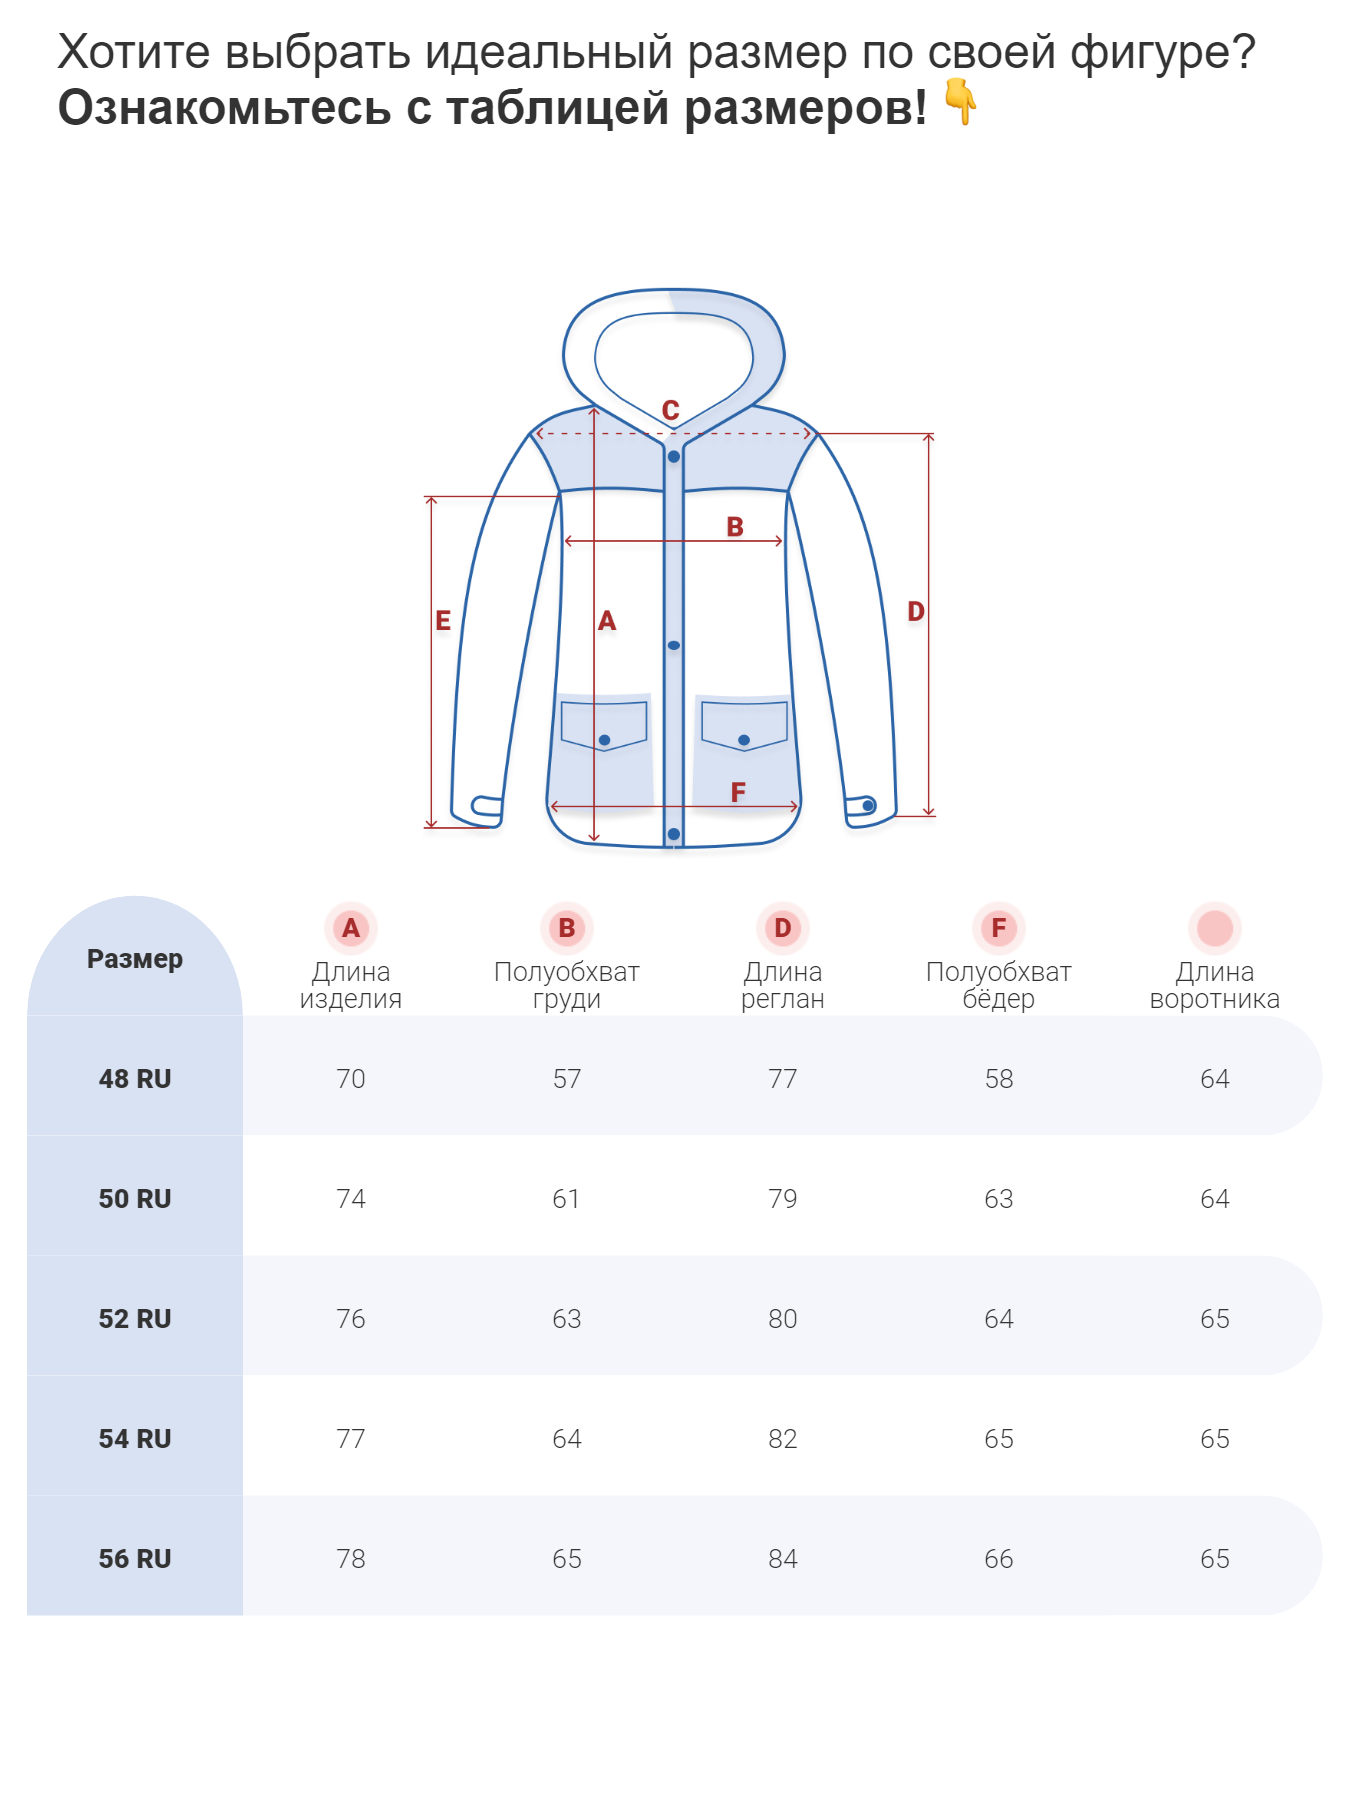 Хотите выбрать идеальный размер по своей фигуре?
Ознакомьтесь с таблицей размеров! 👇
C
B
E
A
D
F
Размер
A
B
D
F
Длина изделия
Полуобхват груди
Длина реглан
Полуобхват бёдер
Длина воротника
48 RU 70 57 77 58 64
50 RU 74 61 79 63 64
52 RU 76 63 80 64 65
54 RU 77 64 82 65 65
56 RU 78 65 84 66 65